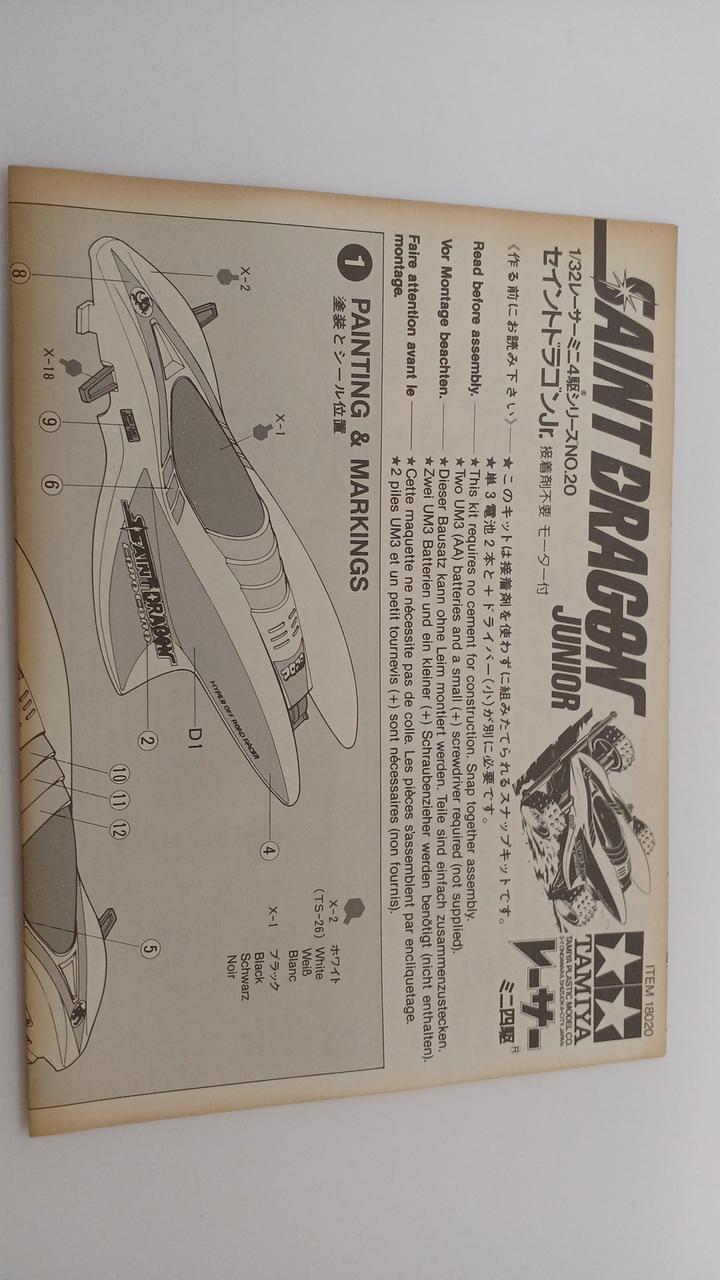 SAINT DRAGON
JUNIOR
1/32レーサーミニ4駆®シリーズNO.20
セイントドラゴンJr. 接着剤不要 モーター付
ITEM 18020
TAMIYA
TAMIYA PLASTIC MODEL CO.
3-7, ONDAWARA, SHIZUOKA-CITY, JAPAN.
レーサー
ミニ四駆®
《作る前にお読み下さい》
★このキットは接着剤を使わずに組みたてられるスナップキットです。
★単3電池2本と+ドライバー(小)が別に必要です。
Read before assembly.
★This kit requires no cement for construction. Snap together assembly.
★Two UM3 (AA) batteries and a small (+) screwdriver required (not supplied).
Vor Montage beachten.
★Dieser Bausatz kann ohne Leim montiert werden. Teile sind einfach zusammenzustecken.
★Zwei UM3 Batterien und ein kleiner (+) Schraubenzieher werden benötigt (nicht enthalten).
Faire attention avant le
montage.
★Cette maquette ne nécessite pas de colle. Les pièces s'assemblent par encliquetage.
★2 piles UM3 et un petit tournevis (+) sont nécessaires (non fournis).
1 PAINTING & MARKINGS
塗装とシール位置
X-2
X-1
X-18
8
9
6
SAINT DRAGON
HYPER OFF ROAD RACER
D1
2
4
10
11
12
5
X-2 ホワイト
(TS-26) White
Weiß
Blanc
X-1 ブラック
Black
Schwarz
Noir